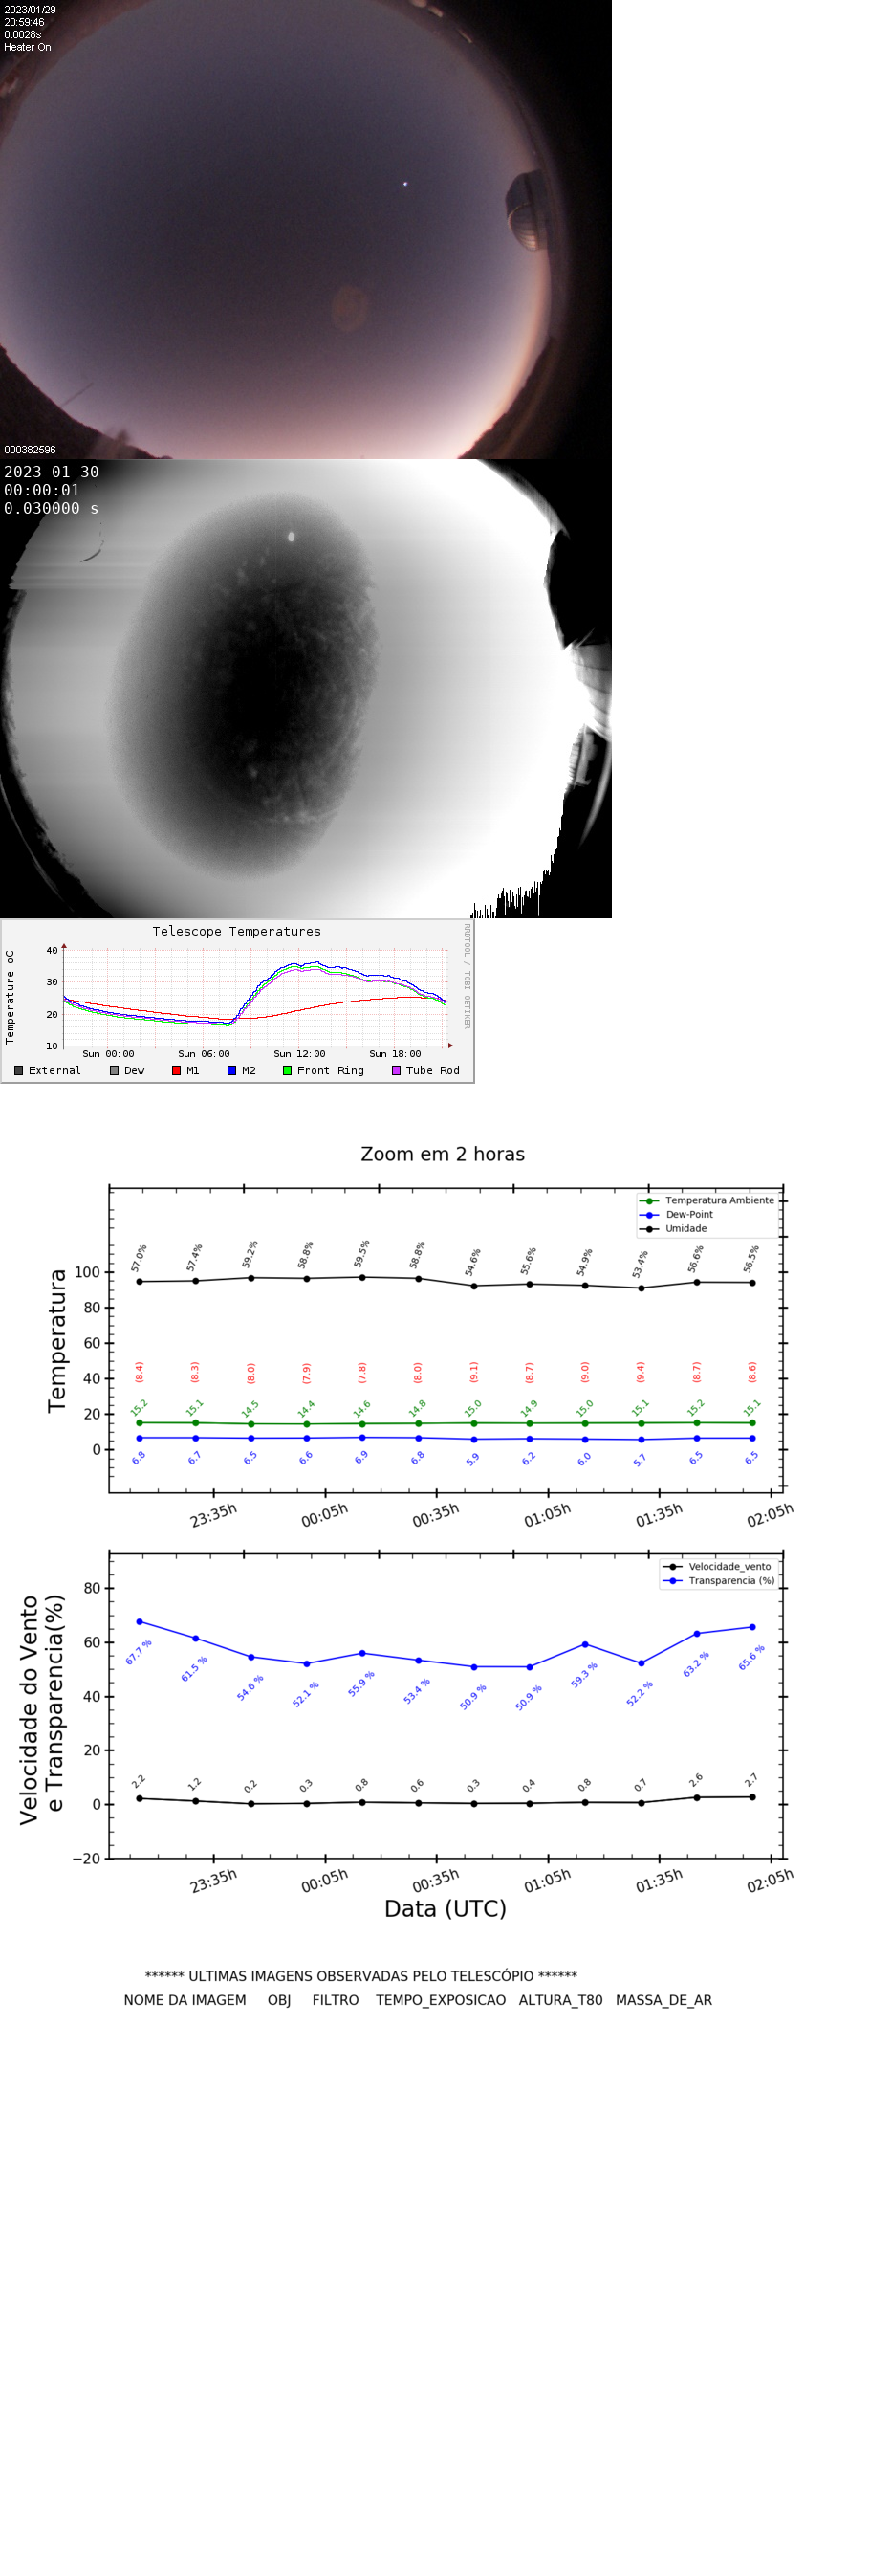 2023/01/29
20:59:46
0.0028s
Heater On
000382596
2023-01-30
00:00:01
0.030000 s
Telescope Temperatures
RRDTOOL / TOBI OETIKER
Temperature oC
40
30
20
10
Sun 00:00 Sun 06:00 Sun 12:00 Sun 18:00
External Dew M1 M2 Front Ring Tube Rod
Zoom em 2 horas
Temperatura Ambiente
Dew-Point
Umidade
Temperatura
100
80
60
40
20
0
57.0% 57.4% 59.2% 58.8% 59.5% 58.8% 54.6% 55.6% 54.9% 53.4% 56.6% 56.5%
(8.4) (8.3) (8.0) (7.9) (7.8) (8.0) (9.1) (8.7) (9.0) (9.4) (8.7) (8.6)
15.2 15.1 14.5 14.4 14.6 14.8 15.0 14.9 15.0 15.1 15.2 15.1
6.8 6.7 6.5 6.6 6.9 6.8 5.9 6.2 6.0 5.7 6.5 6.5
23:35h 00:05h 00:35h 01:05h 01:35h 02:05h
Velocidade_vento
Transparencia (%)
Velocidade do Vento
e Transparencia(%)
80
60
40
20
0
−20
67.7 % 61.5 % 54.6 % 52.1 % 55.9 % 53.4 % 50.9 % 50.9 % 59.3 % 52.2 % 63.2 % 65.6 %
2.2 1.2 0.2 0.3 0.8 0.6 0.3 0.4 0.8 0.7 2.6 2.7
23:35h 00:05h 00:35h 01:05h 01:35h 02:05h
Data (UTC)
****** ULTIMAS IMAGENS OBSERVADAS PELO TELESCÓPIO ******
NOME DA IMAGEM OBJ FILTRO TEMPO_EXPOSICAO ALTURA_T80 MASSA_DE_AR